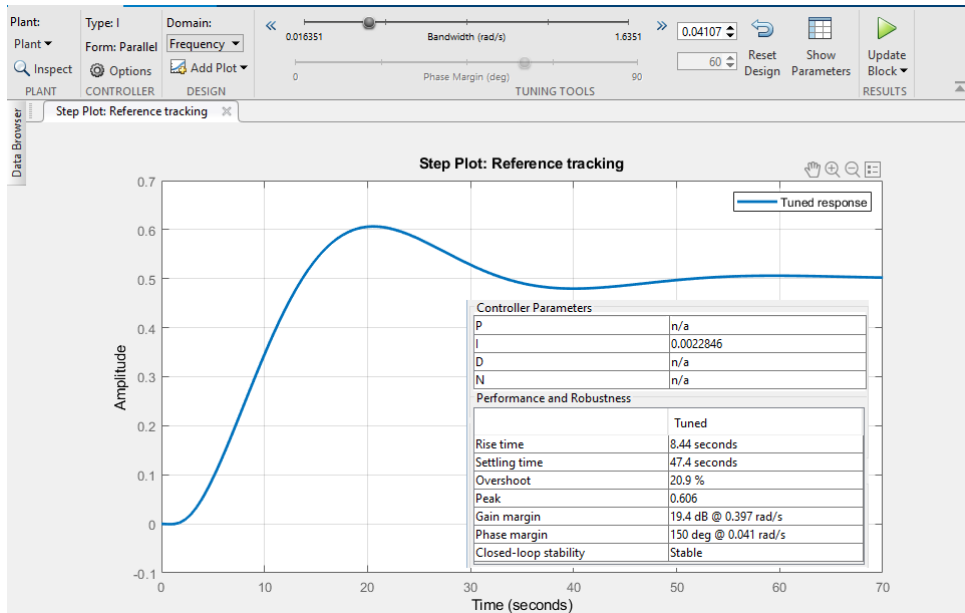 Plant:
Plant
Inspect
PLANT
Type: I
Form: Parallel
Options
CONTROLLER
Domain:
Frequency
Add Plot
DESIGN
0.016351 Bandwidth (rad/s) 1.6351
0 Phase Margin (deg) 90
TUNING TOOLS
0.04107
60
Reset
Design
Show
Parameters
Update
Block
RESULTS
Data Browser
Step Plot: Reference tracking
Step Plot: Reference tracking
Tuned response
Amplitude
0.7
0.6
0.5
0.4
0.3
0.2
0.1
0
-0.1
Controller Parameters
P n/a
I 0.0022846
D n/a
N n/a
Performance and Robustness
Tuned
Rise time 8.44 seconds
Settling time 47.4 seconds
Overshoot 20.9 %
Peak 0.606
Gain margin 19.4 dB @ 0.397 rad/s
Phase margin 150 deg @ 0.041 rad/s
Closed-loop stability Stable
0 10 20 30 40 50 60 70
Time (seconds)